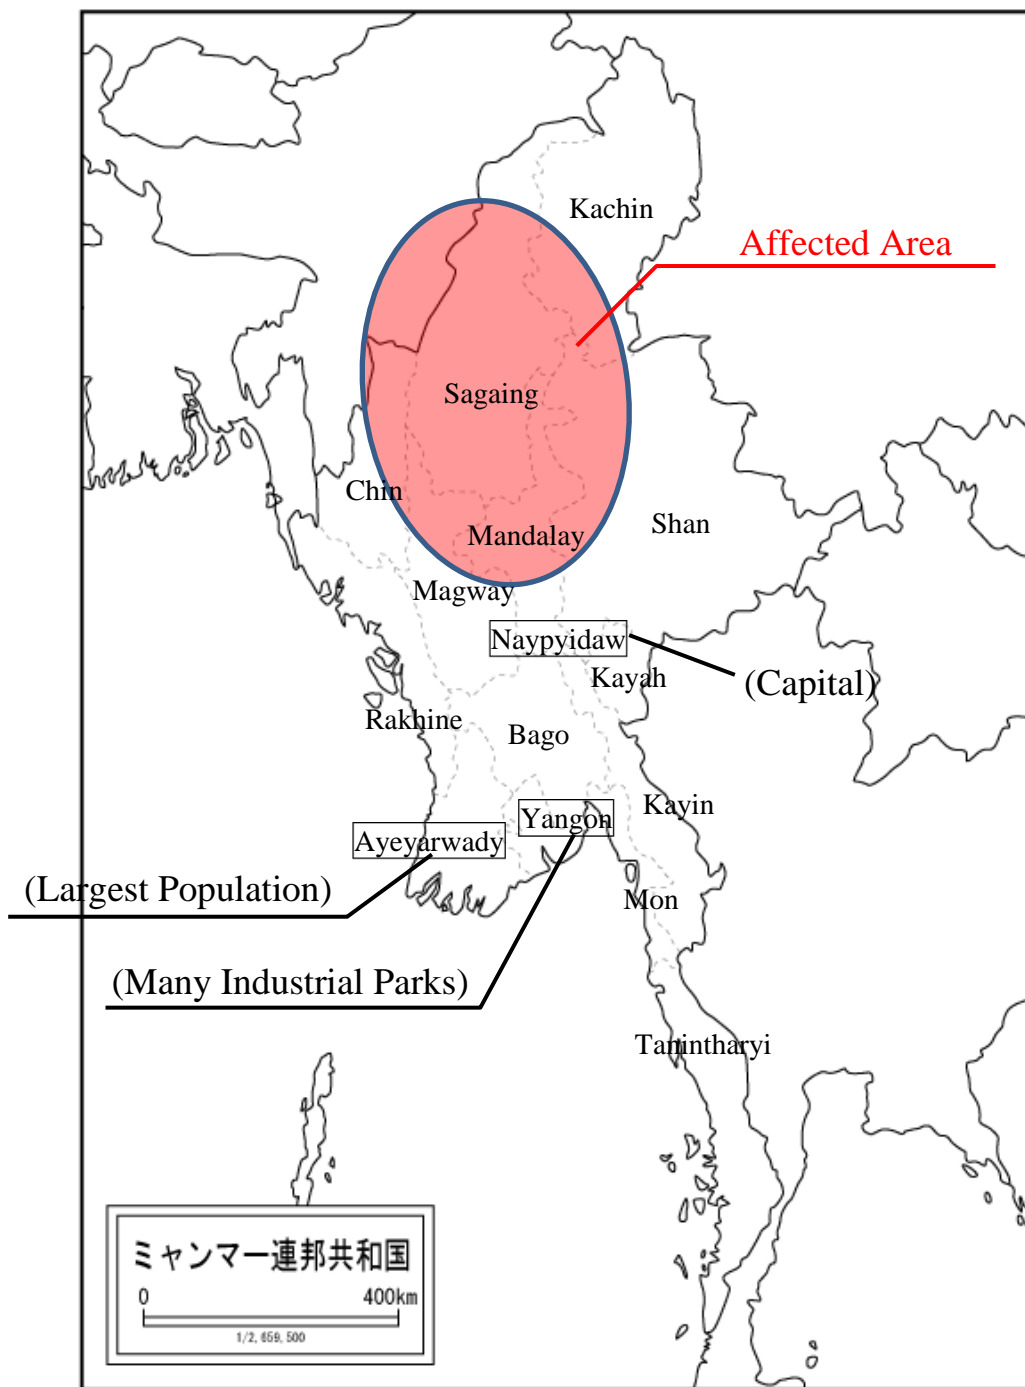 Kachin
Affected Area
Sagaing
Chin
Shan
Mandalay
Magway
Naypyidaw
Kayah
(Capital)
Rakhine
Bago
Kayin
Yangon
Ayeyarwady
(Largest Population)
Mon
(Many Industrial Parks)
Tanintharyi
ミャンマー連邦共和国
0 400km
1/2,659,500